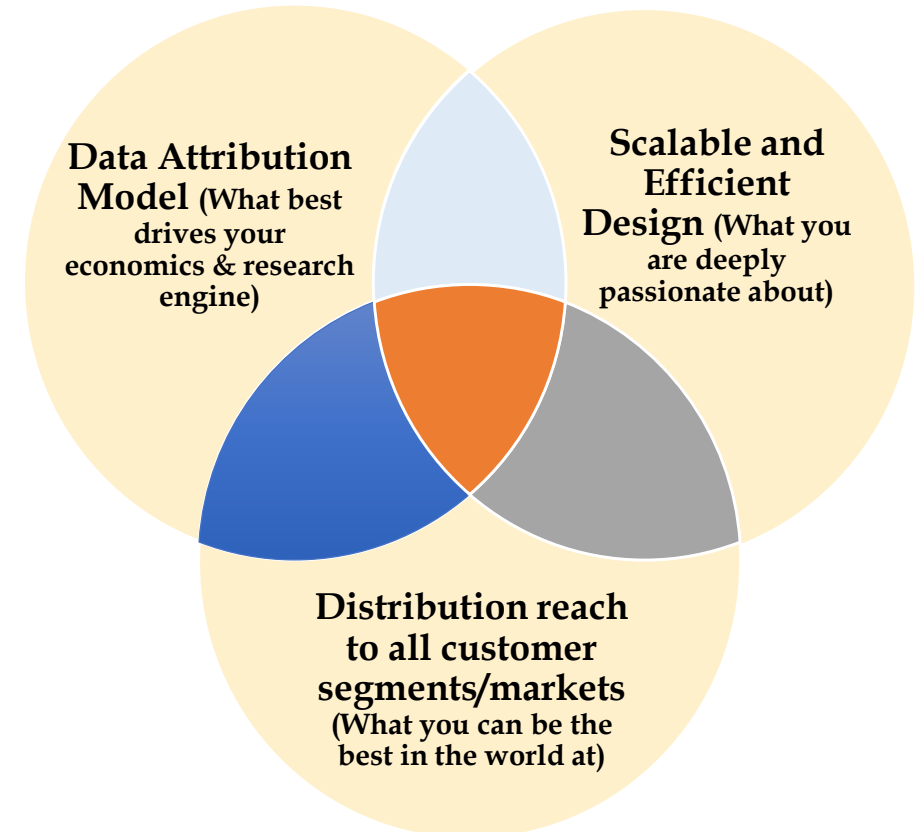 Data Attribution
Model (What best
drives your
economics & research
engine)
Scalable and
Efficient
Design (What you
are deeply
passionate about)
Distribution reach
to all customer
segments/markets
(What you can be the
best in the world at)